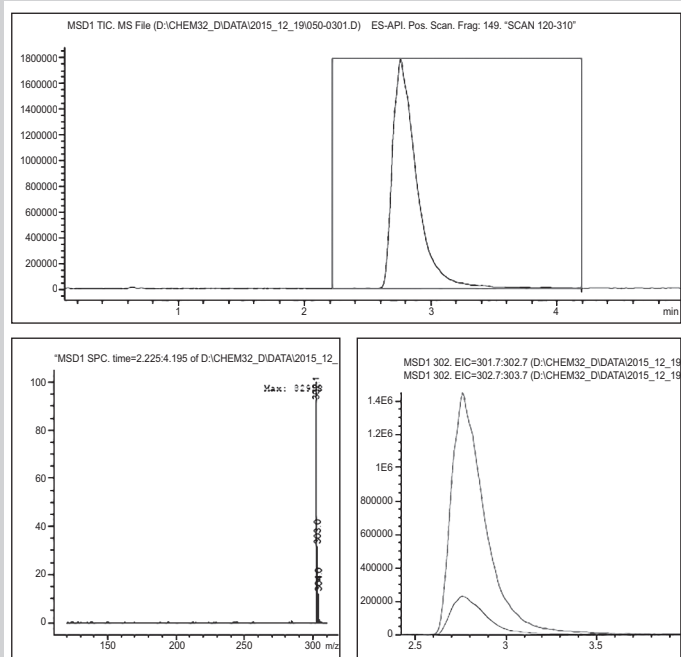 MSD1 TIC. MS File (D:\CHEM32_D\DATA\2015_12_19\050-0301.D) ES-API. Pos. Scan. Frag: 149. "SCAN 120-310"
1800000
1600000
1400000
1200000
1000000
800000
600000
400000
200000
0
1 2 3 4 min
"MSD1 SPC. time=2.225:4.195 of D:\CHEM32_D\DATA\2015_12_
100
80
60
40
20
0
Max:
303.0
304.0
150 200 250 300 m/z
MSD1 302. EIC=301.7:302.7 (D:\CHEM32_D\DATA\2015_12_19
MSD1 302. EIC=302.7:303.7 (D:\CHEM32_D\DATA\2015_12_19
1.4E6
1.2E6
1E6
800000
600000
400000
200000
0
2.5 3 3.5